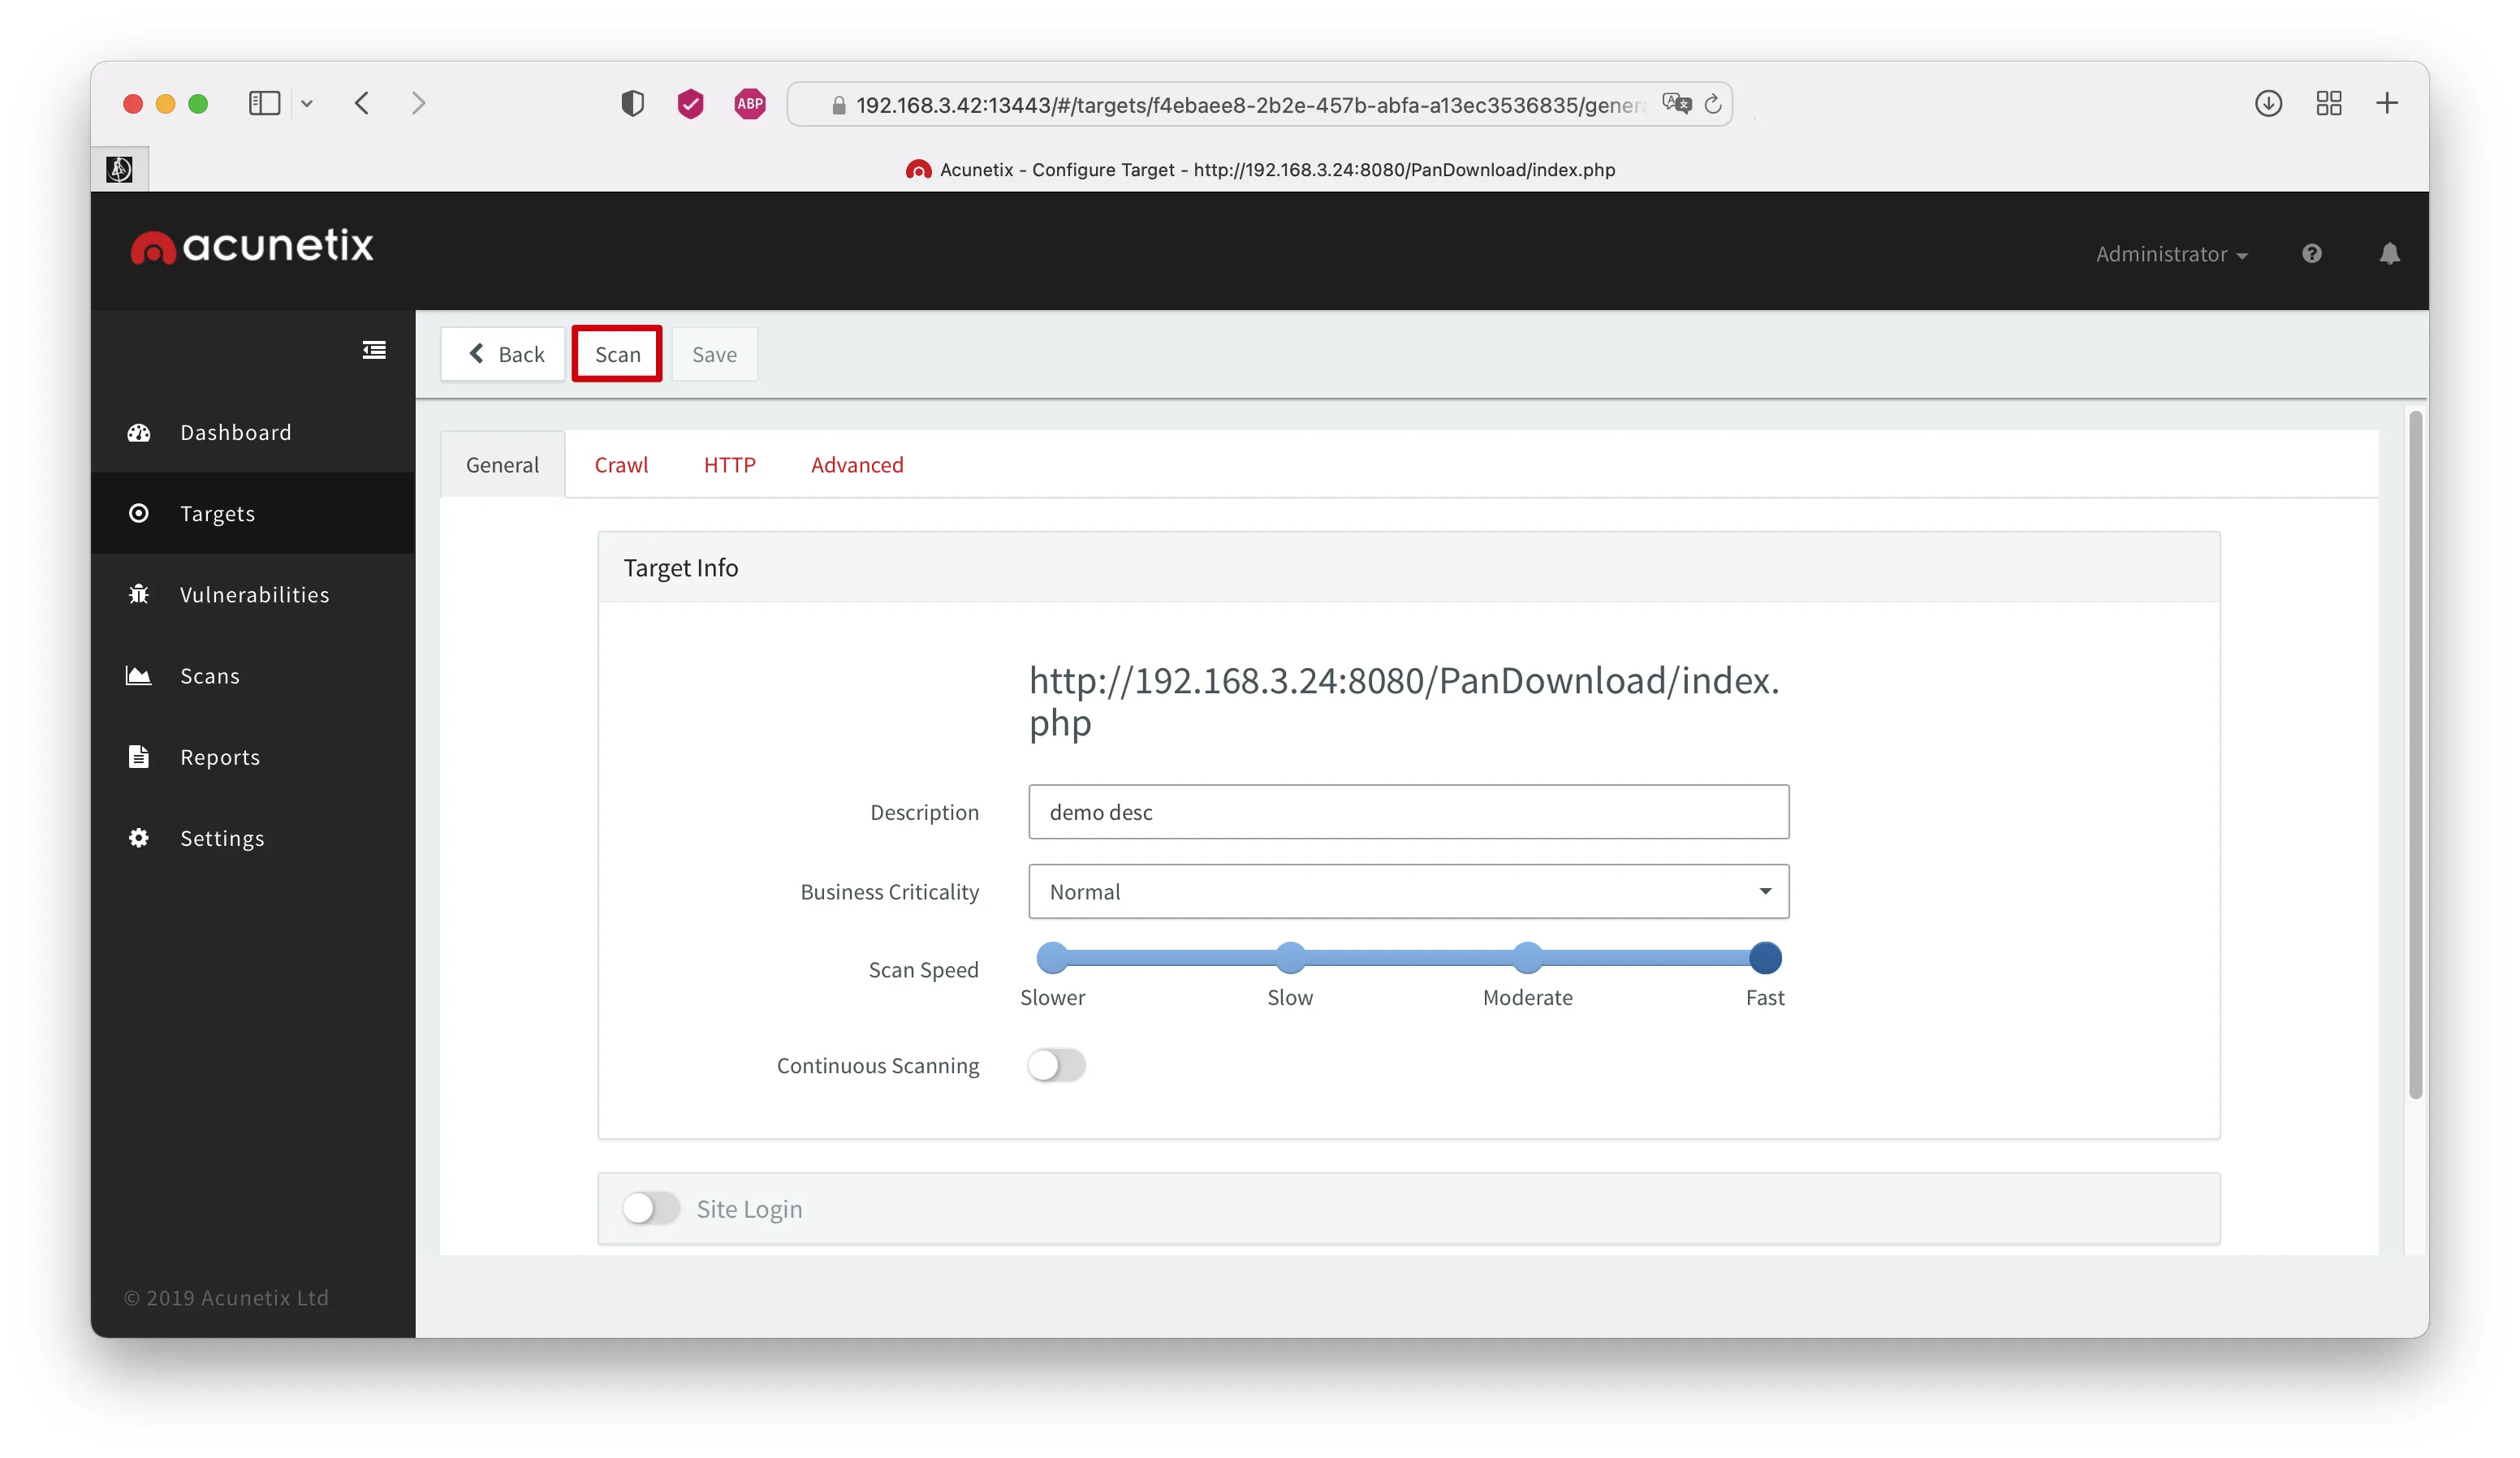 ABP
192.168.3.42:13443/#/targets/f4ebaee8-2b2e-457b-abfa-a13ec3536835/genera
Acunetix - Configure Target - http://192.168.3.24:8080/PanDownload/index.php
acunetix
Administrator
Back
Scan
Save
Dashboard
Targets
Vulnerabilities
Scans
Reports
Settings
© 2019 Acunetix Ltd
General
Crawl
HTTP
Advanced
Target Info
http://192.168.3.24:8080/PanDownload/index.
php
Description
demo desc
Business Criticality
Normal
Scan Speed
Slower
Slow
Moderate
Fast
Continuous Scanning
Site Login